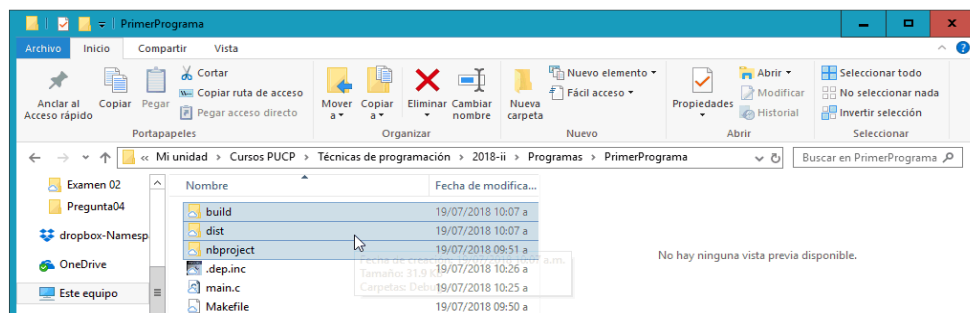 PrimerPrograma
Archivo Inicio Compartir Vista
Anclar al Acceso rápido
Copiar
Pegar
Cortar
Copiar ruta de acceso
Pegar acceso directo
Portapapeles
Mover a
Copiar a
Eliminar
Cambiar nombre
Organizar
Nueva carpeta
Nuevo elemento
Fácil acceso
Nuevo
Propiedades
Abrir
Modificar
Historial
Abrir
Seleccionar todo
No seleccionar nada
Invertir selección
Seleccionar
« Mi unidad > Cursos PUCP > Técnicas de programación > 2018-ii > Programas > PrimerPrograma
Buscar en PrimerPrograma
Examen 02
Pregunta04
dropbox-Namesp
OneDrive
Este equipo
Nombre Fecha de modifica...
build 19/07/2018 10:07 a
dist 19/07/2018 10:07 a
nbproject 19/07/2018 09:51 a
.dep.inc 19/07/2018 10:26 a
main.c 19/07/2018 10:25 a
Makefile 19/07/2018 09:50 a
No hay ninguna vista previa disponible.